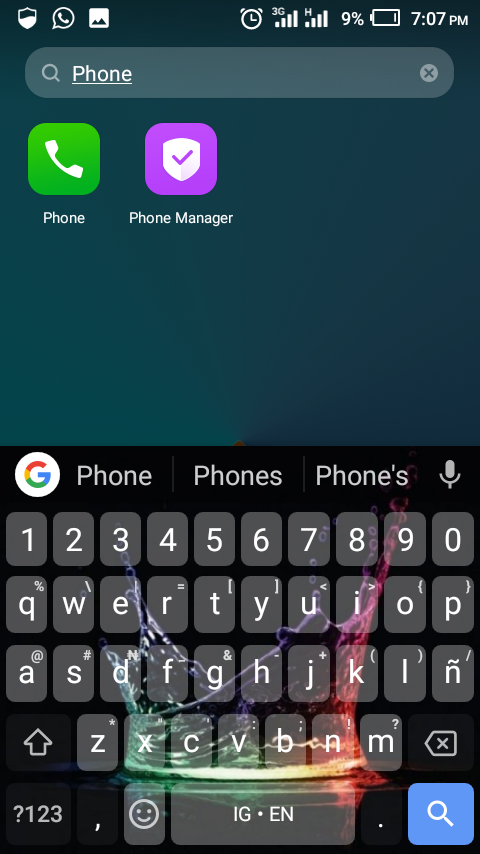 3G H 9% 7:07 PM
Phone
Phone Phone Manager
G Phone Phones Phone's
1 2 3 4 5 6 7 8 9 0
% \ | = [ ] < > { }
q w e r t y u i o p
@ # ₦ _ & - + ( ) /
a s d f g h j k l ñ
* " ' : ; ! ?
z x c v b n m
?123 , IG • EN .